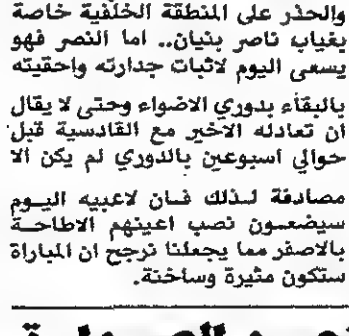 والحذر على المنطقة الخلفية خاصة
بغياب ناصر بنيان.. اما النصر فهو
يسعى اليوم لاثبات جدارته واحقيته
بالبقاء بدوري الاضواء وحتى لا يقال
ان تعادله الاخير مع القادسية قبل
حوالي اسبوعين بالدوري لم يكن الا
مصادفة لذلك فان لاعبيه اليوم
سيضعون نصب اعينهم الاطاحة
بالاصفر مما يجعلنا نرجح ان المباراة
ستكون مثيرة وساخنة.